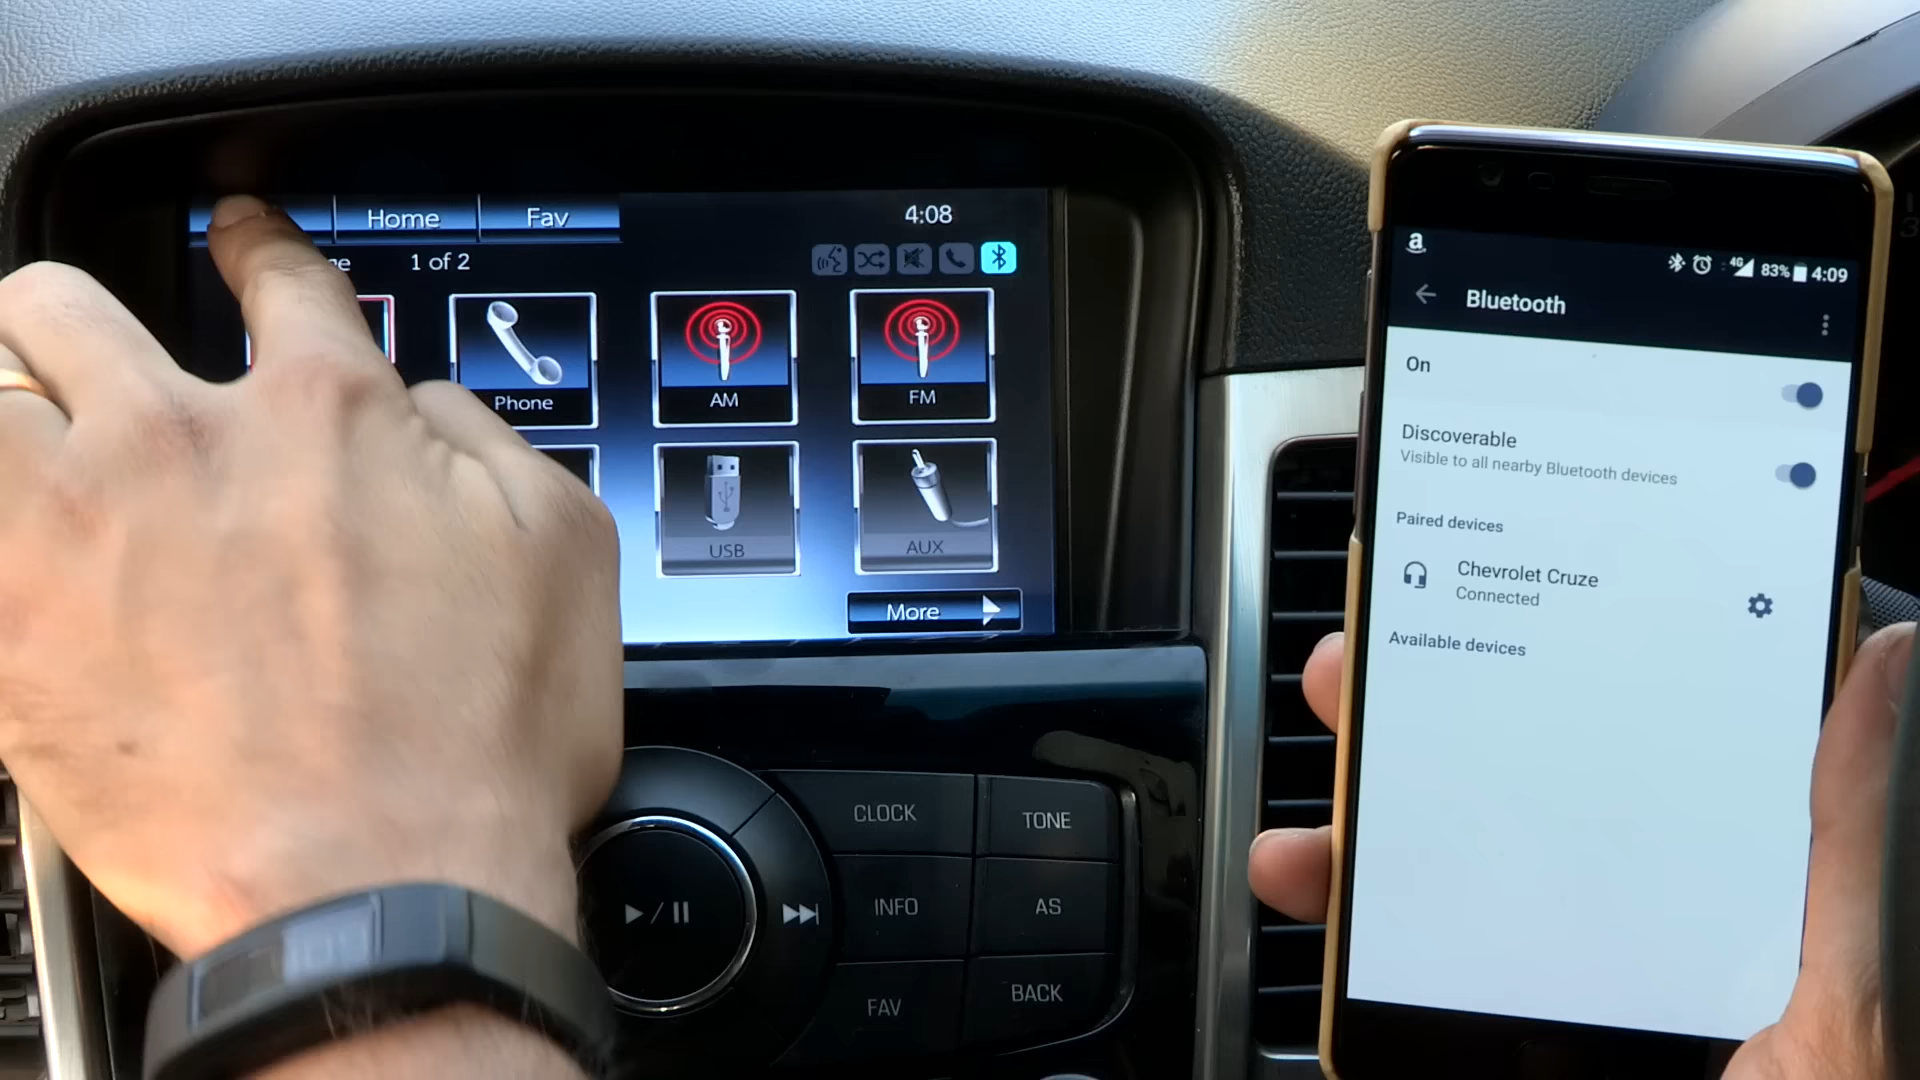 Home
Fav
4:08
1 of 2
Phone
AM
FM
USB
AUX
More
CLOCK
TONE
INFO
AS
FAV
BACK
4G
83%
4:09
Bluetooth
On
Discoverable
Visible to all nearby Bluetooth devices
Paired devices
Chevrolet Cruze
Connected
Available devices